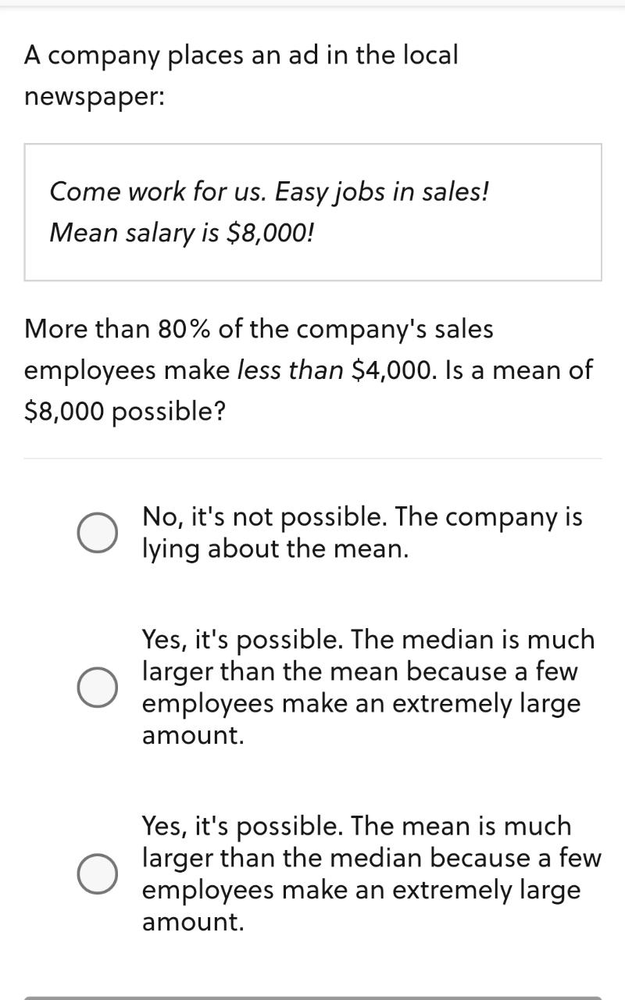 A company places an ad in the local
newspaper:
Come work for us. Easy jobs in sales!
Mean salary is $8,000!
More than 80% of the company's sales
employees make less than $4,000. Is a mean of
$8,000 possible?
No, it's not possible. The company is
lying about the mean.
Yes, it's possible. The median is much
larger than the mean because a few
employees make an extremely large
amount.
Yes, it's possible. The mean is much
larger than the median because a few
employees make an extremely large
amount.